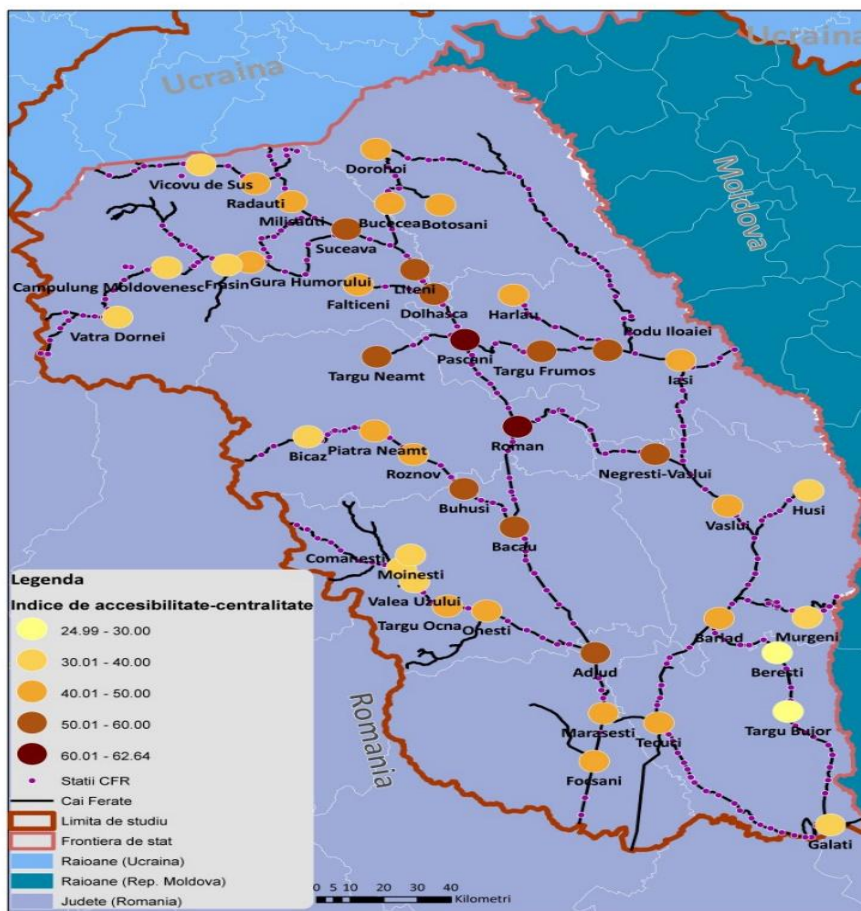 Ucraina
Ucraina
Moldova
Romania
Dorohoi
Vicovu de Sus
Radauti
Milisauti
Bucecea
Botosani
Suceava
Campulung Moldovenesc
Frasin
Gura Humorului
Liteni
Falticeni
Dolhasca
Harlau
Vatra Dornei
Podu Iloaiei
Pascani
Targu Frumos
Iasi
Targu Neamt
Roman
Bicaz
Piatra Neamt
Roznov
Negresti-Vaslui
Buhusi
Vaslui
Husi
Bacau
Comanesti
Moinesti
Valea Uzului
Targu Ocna
Onesti
Barlad
Murgeni
Adjud
Beresti
Marasesti
Tecuci
Targu Bujor
Focsani
Galati
Legenda
Indice de accesibilitate-centralitate
24.99 - 30.00
30.01 - 40.00
40.01 - 50.00
50.01 - 60.00
60.01 - 62.64
Statii CFR
Cai Ferate
Limita de studiu
Frontiera de stat
Raioane (Ucraina)
Raioane (Rep. Moldova)
Judete (Romania)
0 5 10 20 30 40
Kilometri